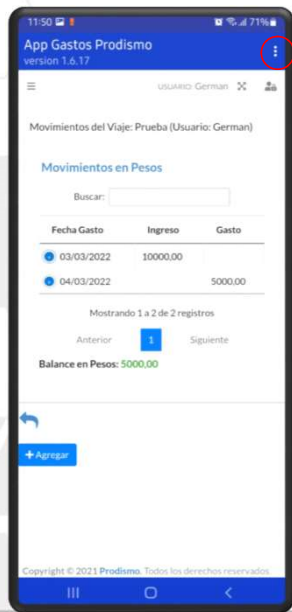 11:50 71%
App Gastos Prodismo
version 1.6.17
USUARIO: German
Movimientos del Viaje: Prueba (Usuario: German)
Movimientos en Pesos
Buscar:
Fecha Gasto Ingreso Gasto
03/03/2022 10000,00
04/03/2022 5000,00
Mostrando 1 a 2 de 2 registros
Anterior 1 Siguiente
Balance en Pesos: 5000,00
+ Agregar
Copyright © 2021 Prodismo. Todos los derechos reservados